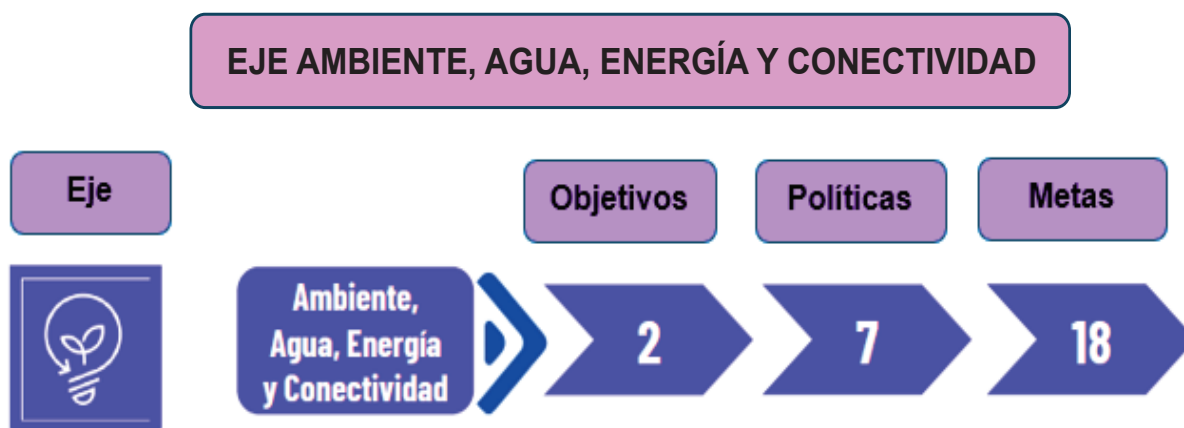 EJE AMBIENTE, AGUA, ENERGÍA Y CONECTIVIDAD
Eje
Objetivos
Políticas
Metas
Ambiente,
Agua, Energía
y Conectividad
2
7
18